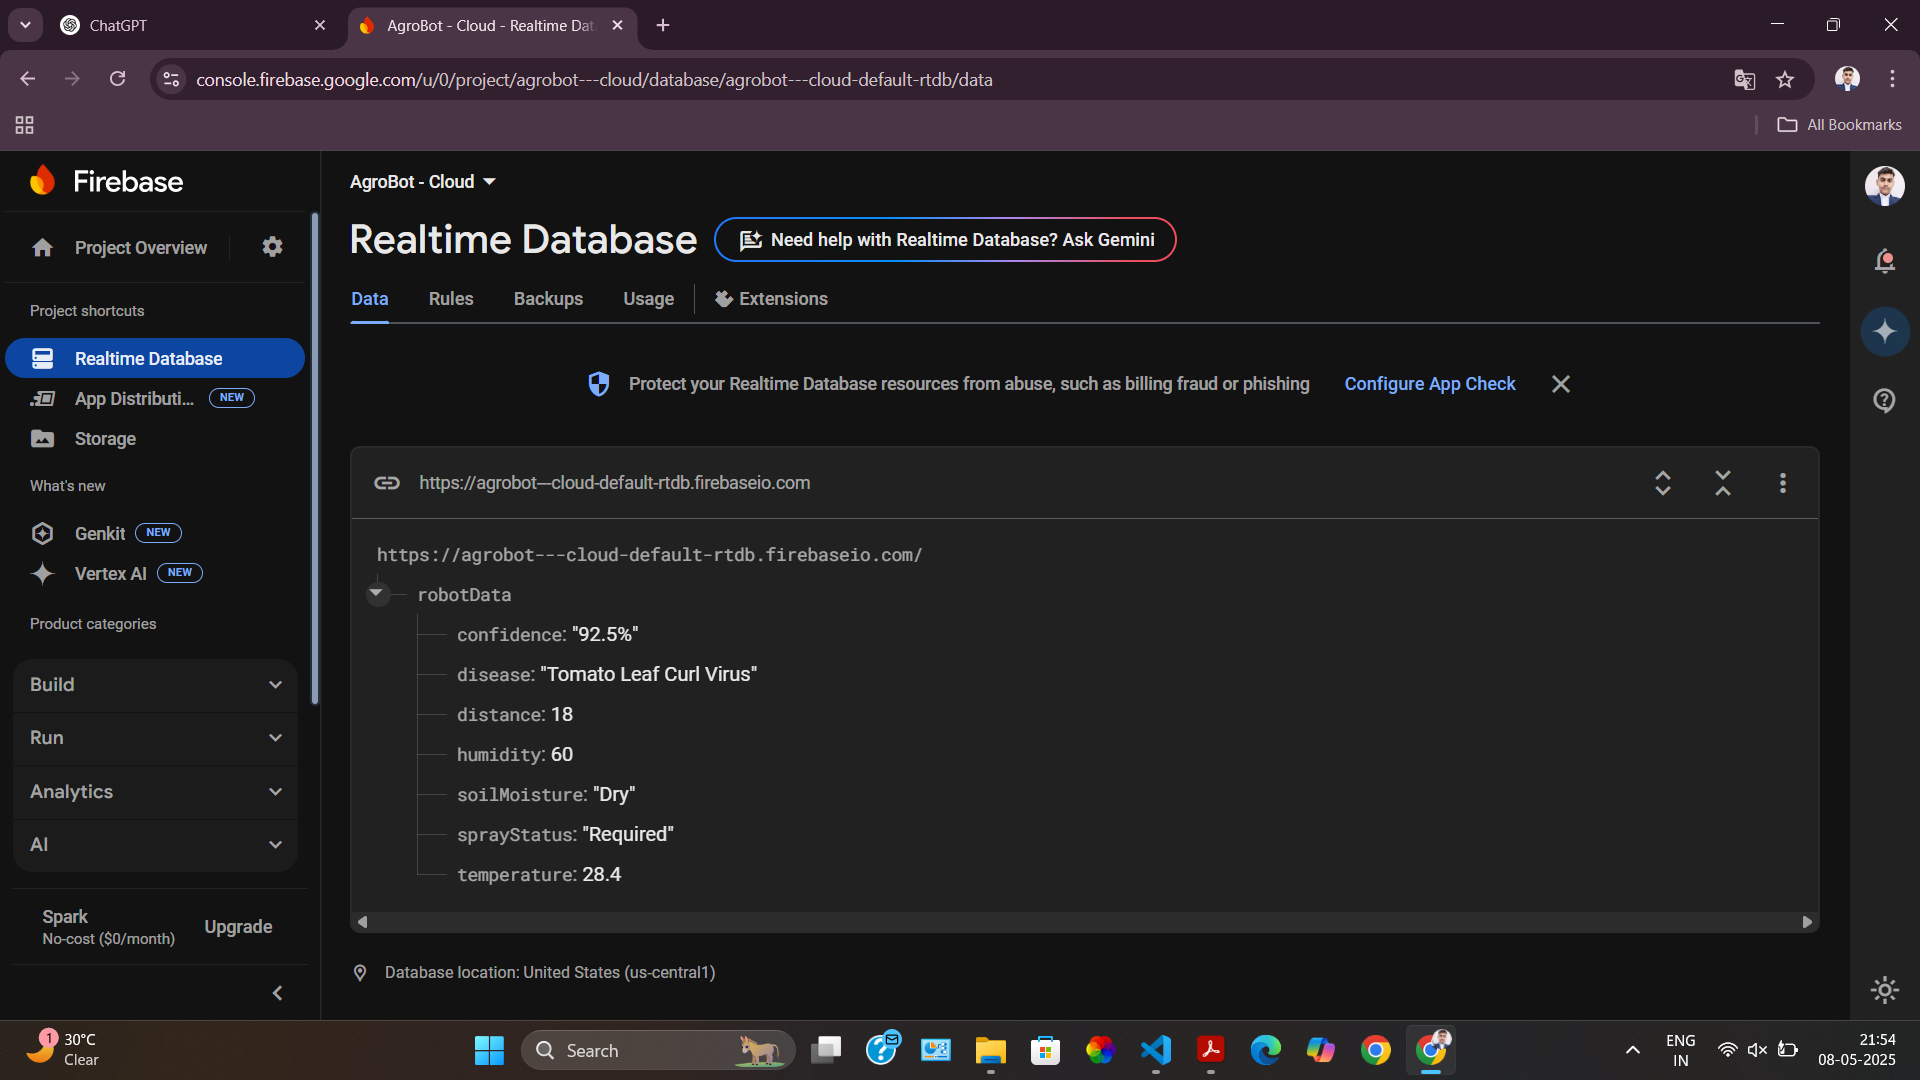 ChatGPT
AgroBot - Cloud - Realtime Dat
console.firebase.google.com/u/0/project/agrobot---cloud/database/agrobot---cloud-default-rtdb/data
All Bookmarks
Firebase
AgroBot - Cloud
Project Overview
Realtime Database
Need help with Realtime Database? Ask Gemini
Data
Rules
Backups
Usage
Extensions
Project shortcuts
Realtime Database
App Distributi...
NEW
Storage
What's new
Genkit
NEW
Vertex AI
NEW
Product categories
Build
Run
Analytics
AI
Spark
No-cost ($0/month)
Upgrade
Protect your Realtime Database resources from abuse, such as billing fraud or phishing
Configure App Check
https://agrobot---cloud-default-rtdb.firebaseio.com
https://agrobot---cloud-default-rtdb.firebaseio.com/
robotData
confidence: "92.5%"
disease: "Tomato Leaf Curl Virus"
distance: 18
humidity: 60
soilMoisture: "Dry"
sprayStatus: "Required"
temperature: 28.4
Database location: United States (us-central1)
1
30°C
Clear
Search
ENG
IN
21:54
08-05-2025